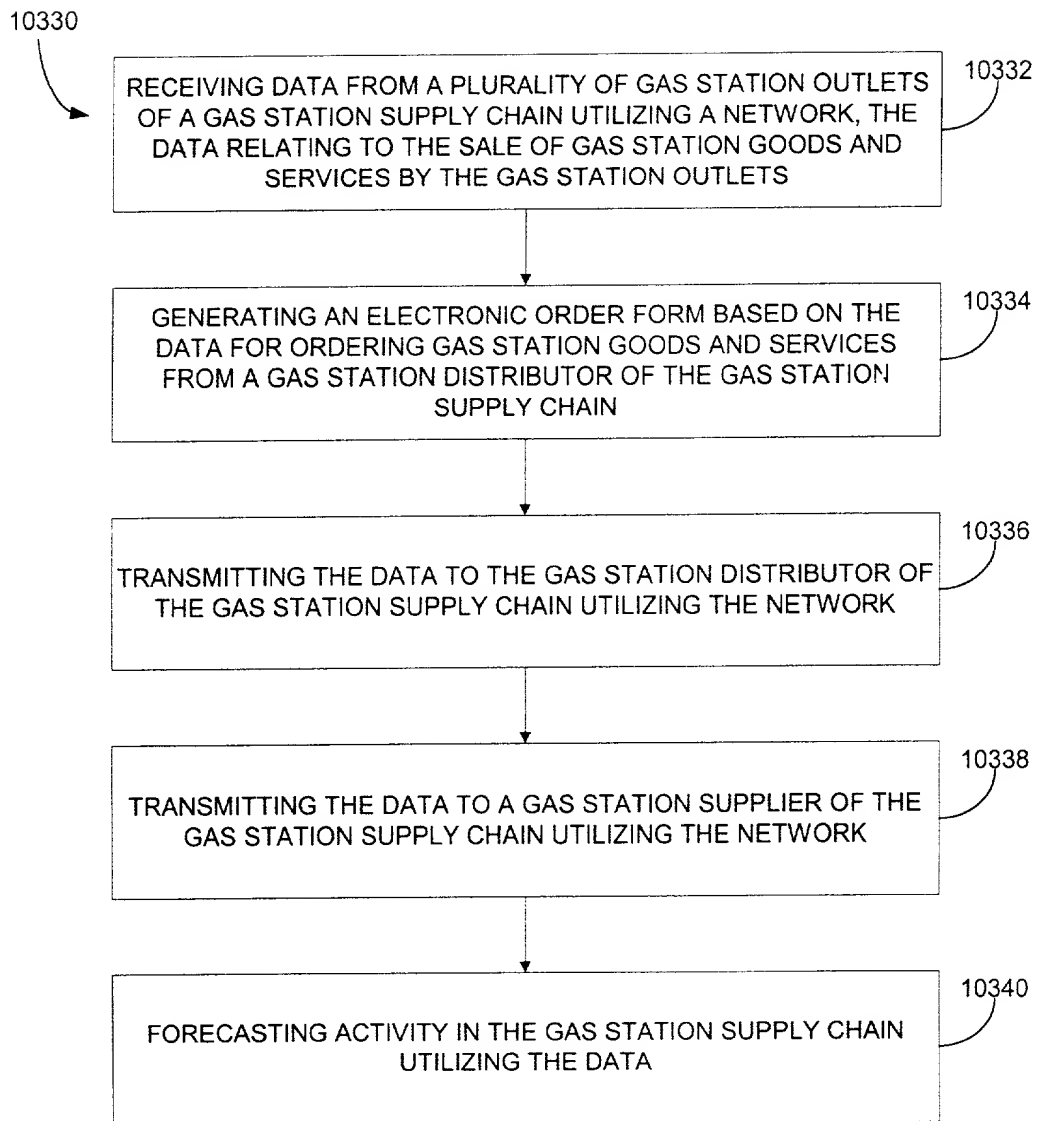 10330
RECEIVING DATA FROM A PLURALITY OF GAS STATION OUTLETS
OF A GAS STATION SUPPLY CHAIN UTILIZING A NETWORK, THE
DATA RELATING TO THE SALE OF GAS STATION GOODS AND
SERVICES BY THE GAS STATION OUTLETS
10332
GENERATING AN ELECTRONIC ORDER FORM BASED ON THE
DATA FOR ORDERING GAS STATION GOODS AND SERVICES
FROM A GAS STATION DISTRIBUTOR OF THE GAS STATION
SUPPLY CHAIN
10334
TRANSMITTING THE DATA TO THE GAS STATION DISTRIBUTOR OF
THE GAS STATION SUPPLY CHAIN UTILIZING THE NETWORK
10336
TRANSMITTING THE DATA TO A GAS STATION SUPPLIER OF THE
GAS STATION SUPPLY CHAIN UTILIZING THE NETWORK
10338
FORECASTING ACTIVITY IN THE GAS STATION SUPPLY CHAIN
UTILIZING THE DATA
10340